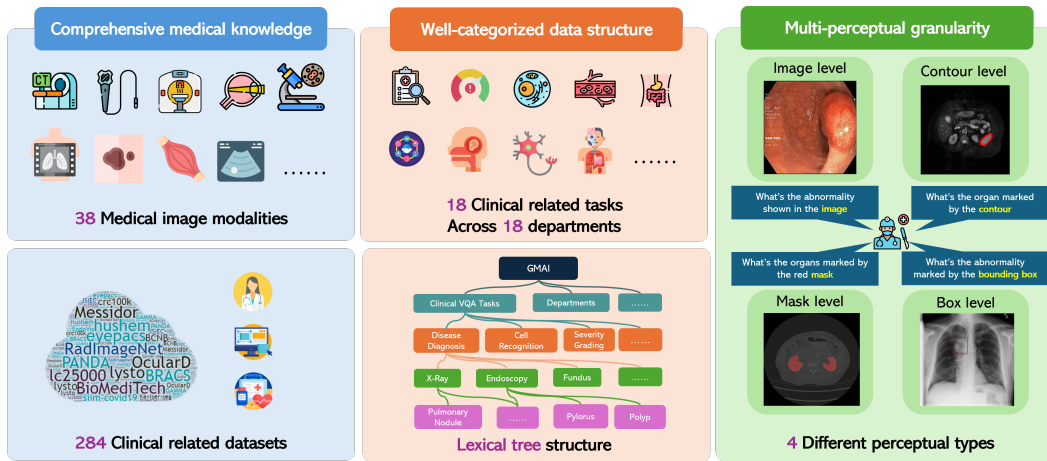 Comprehensive medical knowledge
CT
......
38 Medical image modalities
Messidor
hushem
eyepacs
RadImageNet
PANDA
OcularD
lc25000
lysto
BRACS
BioMediTech
crc100k
BCNB
slim-covid19
284 Clinical related datasets
Well-categorized data structure
......
18 Clinical related tasks
Across 18 departments
GMAI
Clinical VQA Tasks
Departments
......
Disease
Diagnosis
Cell
Recognition
Severity
Grading
......
X-Ray
Endoscopy
Fundus
......
Pulmonary
Nodule
......
Pylorus
Polyp
Lexical tree structure
Multi-perceptual granularity
Image level
Contour level
What's the abnormality
shown in the image
What's the organ marked
by the contour
What's the organs marked by
the red mask
What's the abnormality
marked by the bounding box
Mask level
Box level
4 Different perceptual types